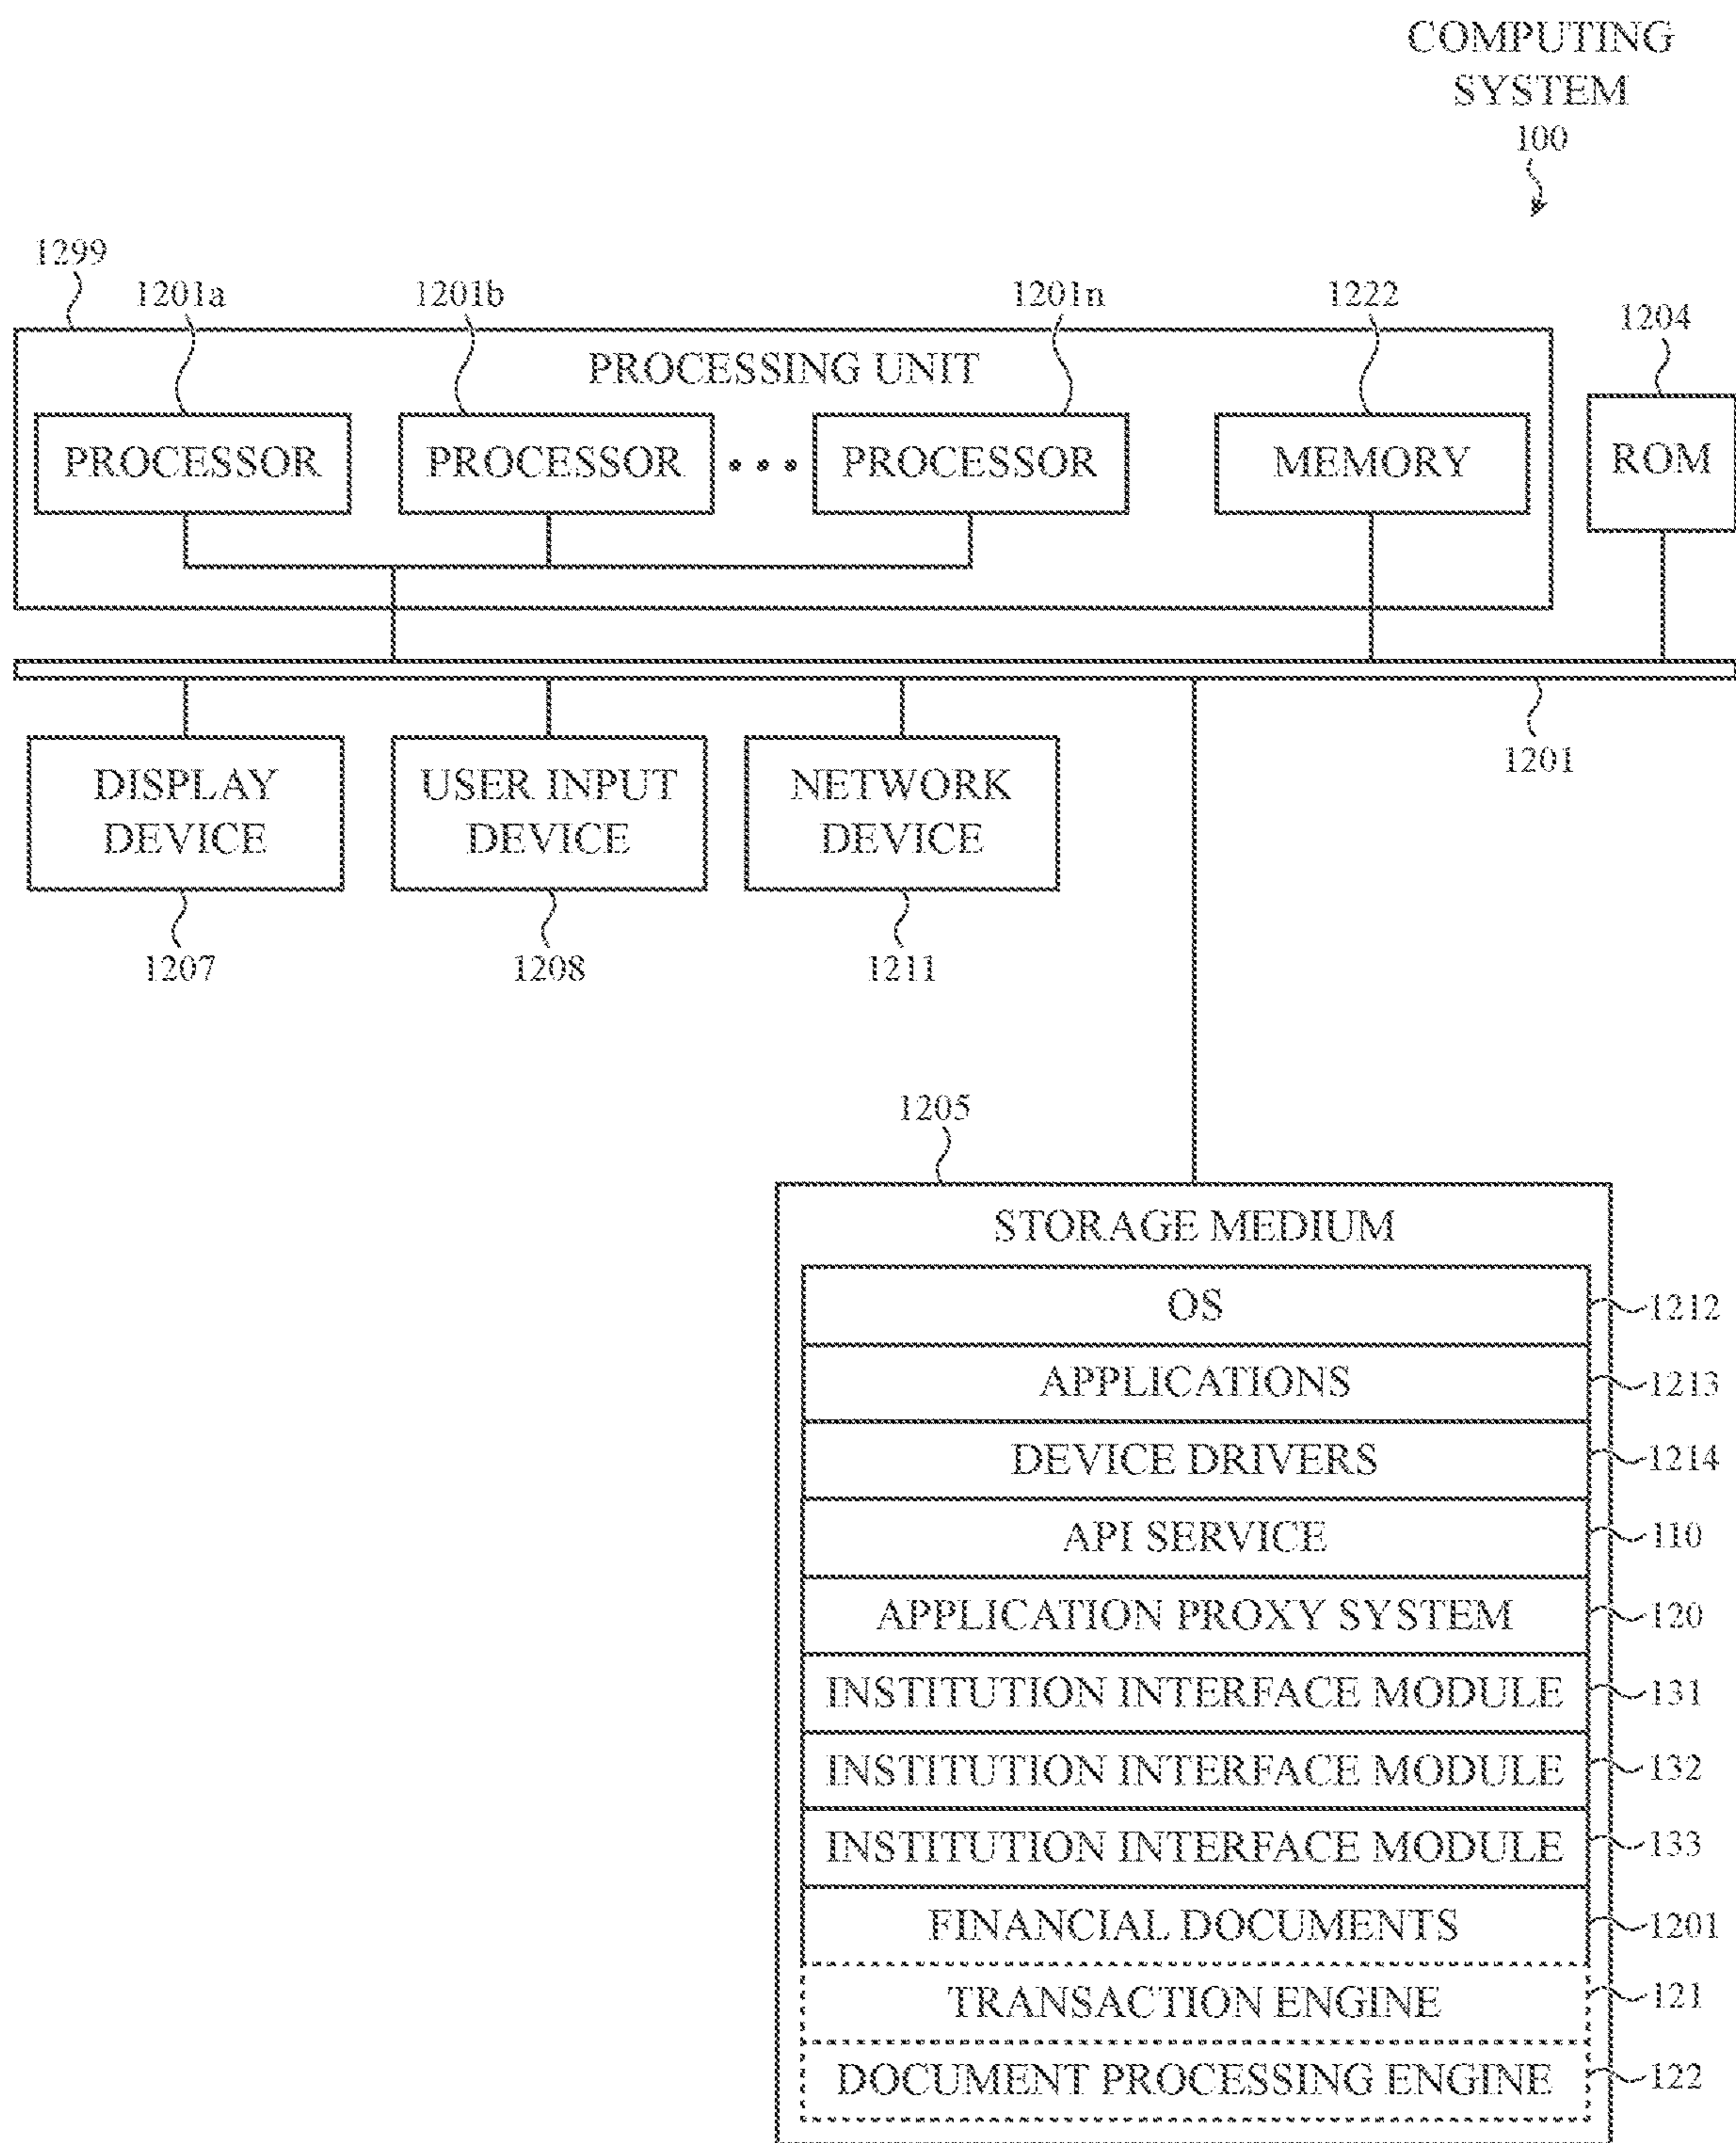 COMPUTING
SYSTEM
100
1299
1201a
1201b
1201n
1222
1204
PROCESSING UNIT
PROCESSOR
PROCESSOR
PROCESSOR
MEMORY
ROM
1201
DISPLAY
DEVICE
USER INPUT
DEVICE
NETWORK
DEVICE
1207
1208
1211
1205
STORAGE MEDIUM
OS
1212
APPLICATIONS
1213
DEVICE DRIVERS
1214
API SERVICE
110
APPLICATION PROXY SYSTEM
120
INSTITUTION INTERFACE MODULE
131
INSTITUTION INTERFACE MODULE
132
INSTITUTION INTERFACE MODULE
133
FINANCIAL DOCUMENTS
1201
TRANSACTION ENGINE
121
DOCUMENT PROCESSING ENGINE
122